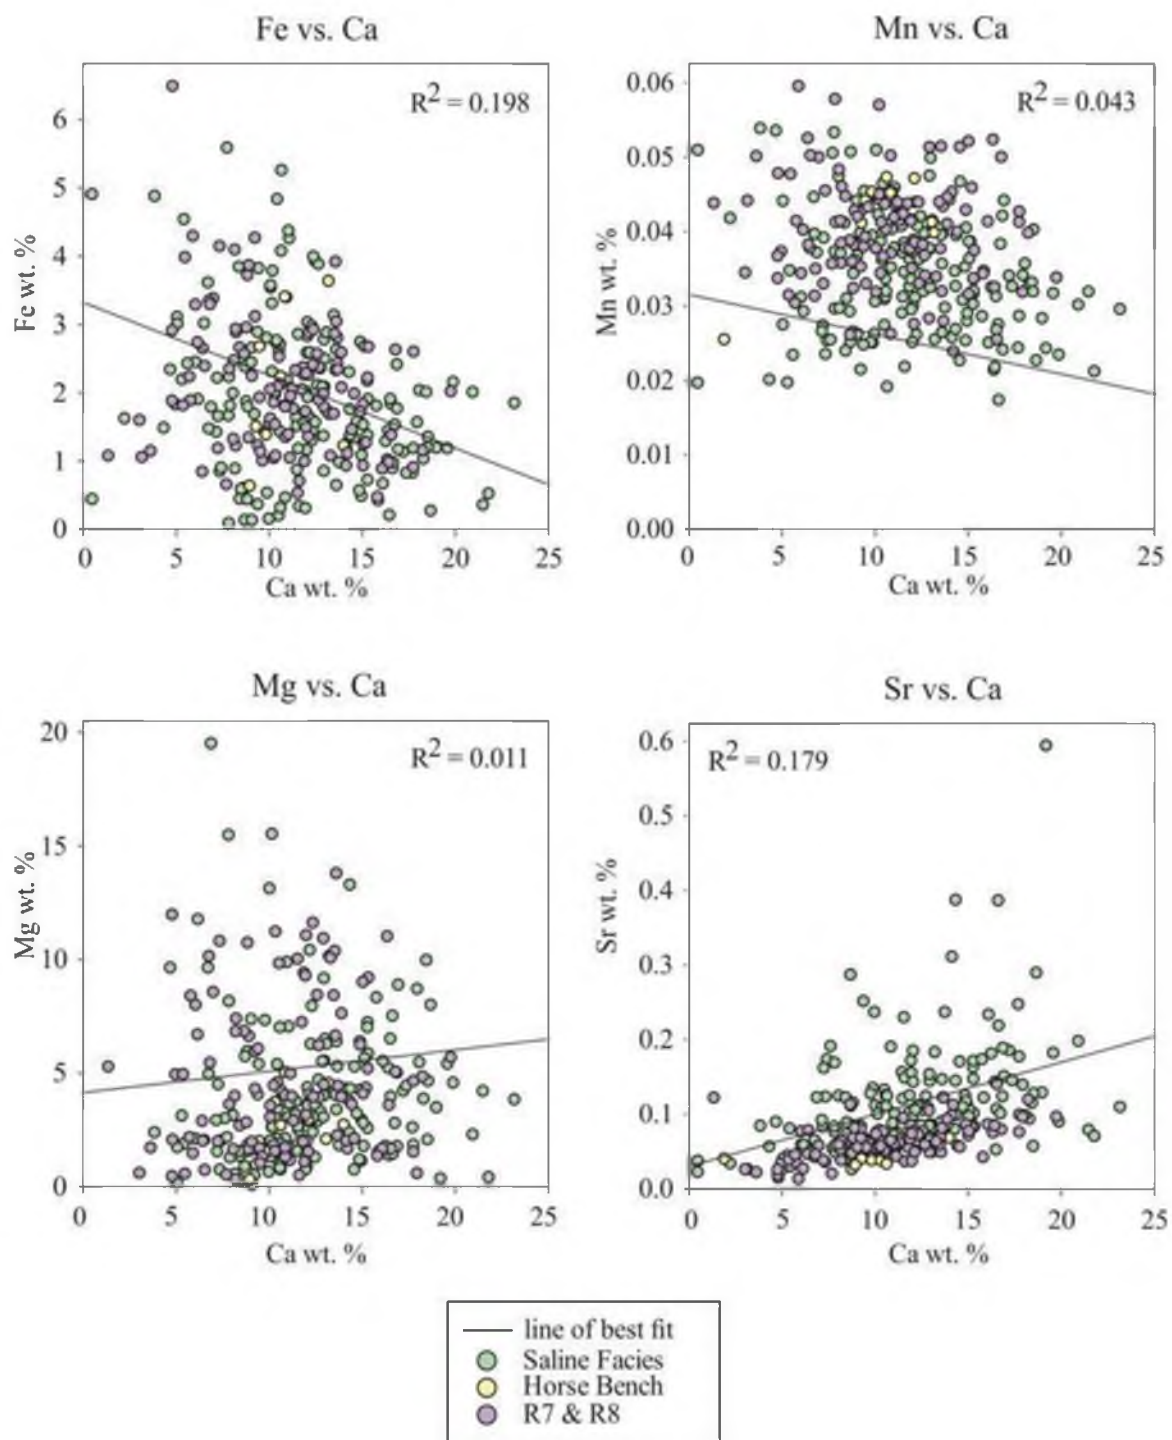 Fe vs. Ca
R2 = 0.198
Fe wt. %
6
5
4
3
2
1
0
0 5 10 15 20 25
Ca wt. %
Mn vs. Ca
R2 = 0.043
Mn wt. %
0.06
0.05
0.04
0.03
0.02
0.01
0.00
0 5 10 15 20 25
Ca wt. %
Mg vs. Ca
R2 = 0.011
Mg wt. %
20
15
10
5
0
0 5 10 15 20 25
Ca wt. %
Sr vs. Ca
R2 = 0.179
Sr wt. %
0.6
0.5
0.4
0.3
0.2
0.1
0.0
0 5 10 15 20 25
Ca wt. %
line of best fit
Saline Facies
Horse Bench
R7 & R8